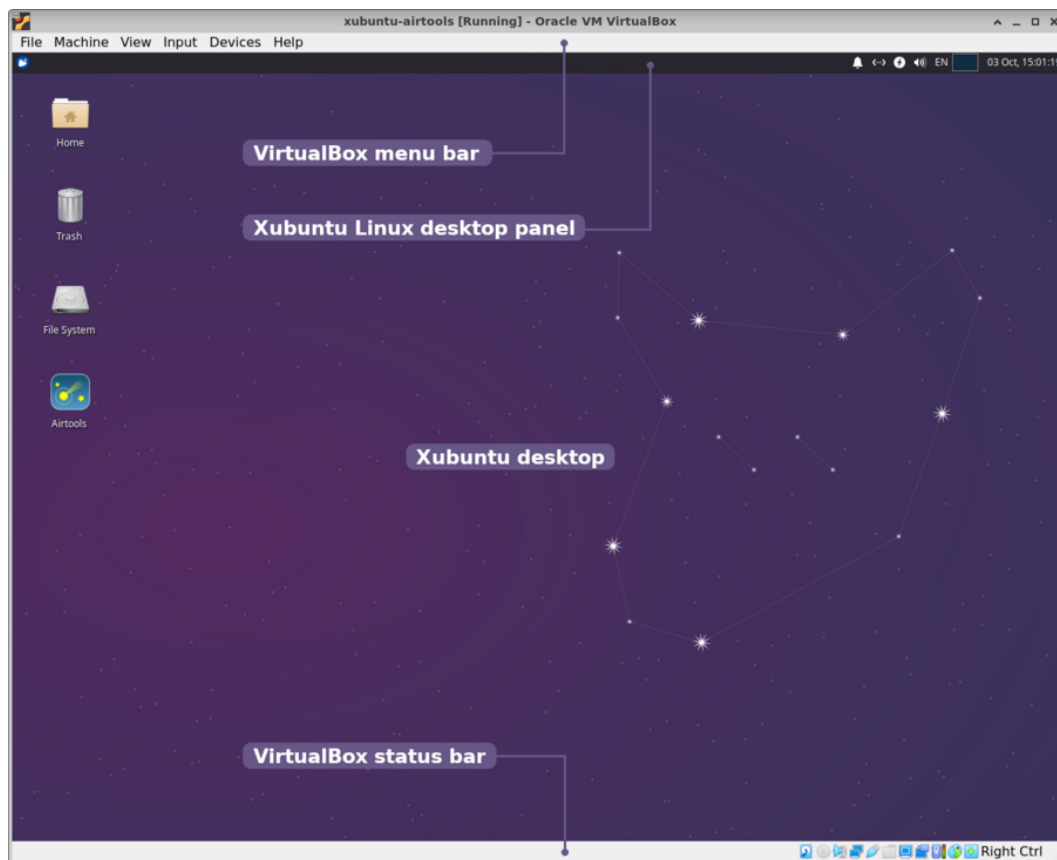 xubuntu-airtools [Running] - Oracle VM VirtualBox
File Machine View Input Devices Help
EN 03 Oct, 15:01:19
Home
VirtualBox menu bar
Trash
Xubuntu Linux desktop panel
File System
Airtools
Xubuntu desktop
VirtualBox status bar
Right Ctrl